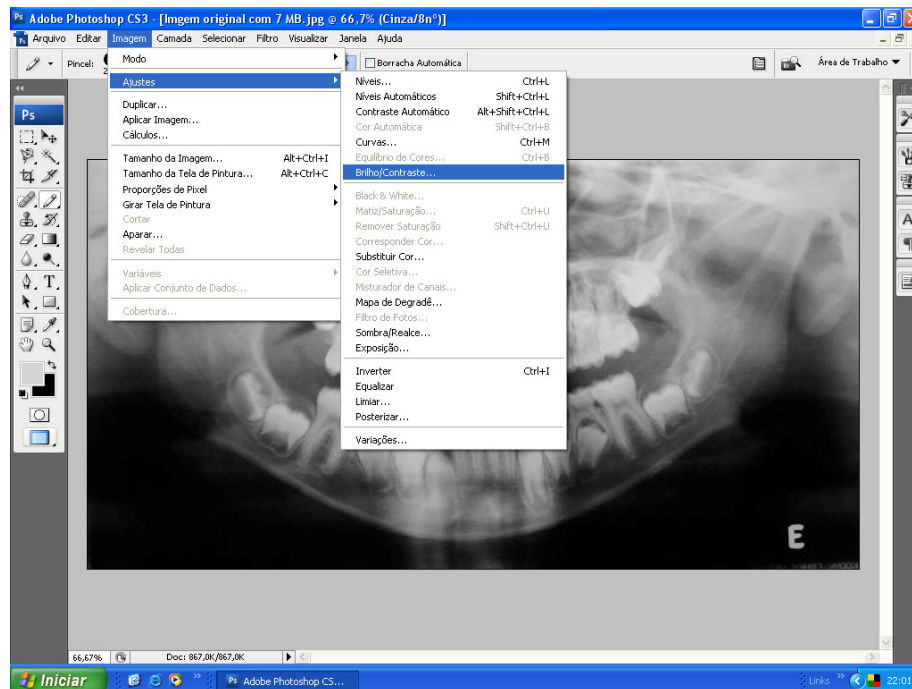 Adobe Photoshop CS3 - [Imgem original com 7 MB.jpg @ 66,7% (Cinza/8n°)]
Arquivo Editar Imagem Camada Selecionar Filtro Visualizar Janela Ajuda
Pincel:
Borracha Automática
Área de Trabalho
Ps
Modo
Ajustes
Duplicar...
Aplicar Imagem...
Cálculos...
Tamanho da Imagem... Alt+Ctrl+I
Tamanho da Tela de Pintura... Alt+Ctrl+C
Proporções de Pixel
Girar Tela de Pintura
Cortar
Aparar...
Revelar Todas
Variáveis
Aplicar Conjunto de Dados...
Cobertura...
Níveis... Ctrl+L
Níveis Automáticos Shift+Ctrl+L
Contraste Automático Alt+Shift+Ctrl+L
Cor Automática Shift+Ctrl+B
Curvas... Ctrl+M
Equilíbrio de Cores... Ctrl+B
Brilho/Contraste...
Black & White...
Matiz/Saturação... Ctrl+U
Remover Saturação Shift+Ctrl+U
Corresponder Cor...
Substituir Cor...
Cor Seletiva...
Misturador de Canais...
Mapa de Degradê...
Filtro de Fotos...
Sombra/Realce...
Exposição...
Inverter Ctrl+I
Equalizar
Limiar...
Posterizar...
Variações...
E
66,67%
Doc: 867,0K/867,0K
Iniciar
Ps Adobe Photoshop CS...
Links
22:01